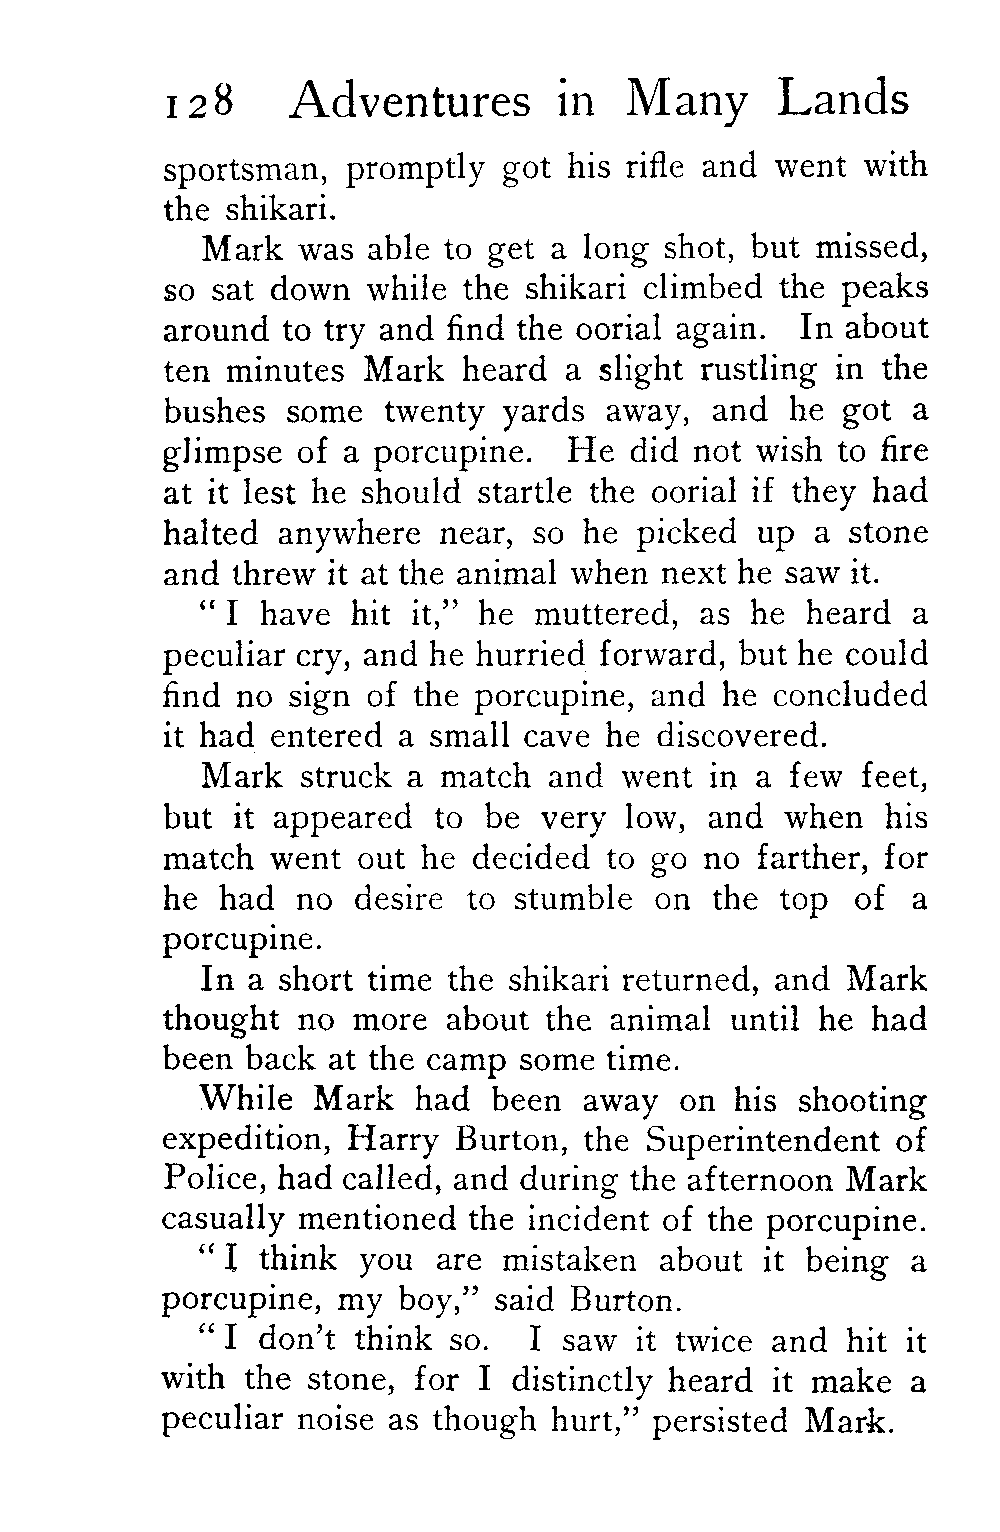 128 Adventures in Many Lands
sportsman, promptly got his rifle and went with
the shikari.
Mark was able to get a long shot, but missed,
so sat down while the shikari climbed the peaks
around to try and find the oorial again. In about
ten minutes Mark heard a slight rustling in the
bushes some twenty yards away, and he got a
glimpse of a porcupine. He did not wish to fire
at it lest he should startle the oorial if they had
halted anywhere near, so he picked up a stone
and threw it at the animal when next he saw it.
“I have hit it,” he muttered, as he heard a
peculiar cry, and he hurried forward, but he could
find no sign of the porcupine, and he concluded
it had entered a small cave he discovered.
Mark struck a match and went in a few feet,
but it appeared to be very low, and when his
match went out he decided to go no farther, for
he had no desire to stumble on the top of a
porcupine.
In a short time the shikari returned, and Mark
thought no more about the animal until he had
been back at the camp some time.
While Mark had been away on his shooting
expedition, Harry Burton, the Superintendent of
Police, had called, and during the afternoon Mark
casually mentioned the incident of the porcupine.
“I think you are mistaken about it being a
porcupine, my boy,” said Burton.
“I don’t think so. I saw it twice and hit it
with the stone, for I distinctly heard it make a
peculiar noise as though hurt,” persisted Mark.